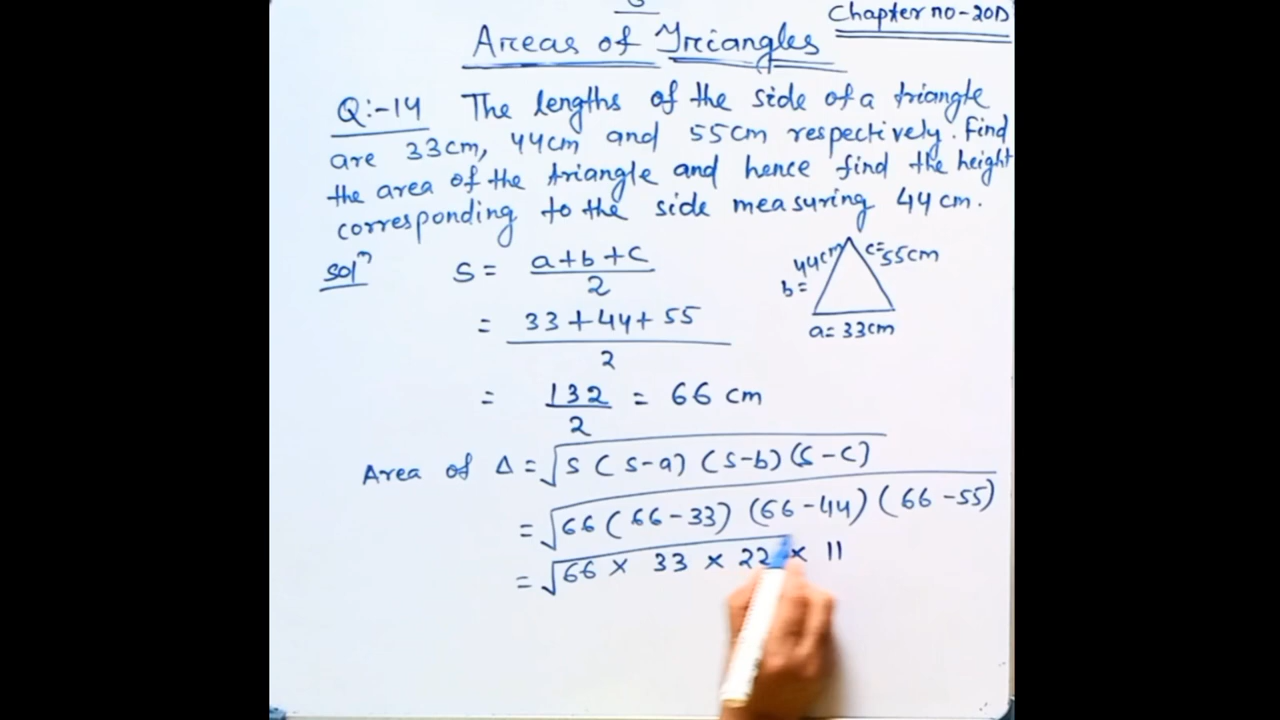 Chapter no-20D
Areas of Triangles
Q:-14 The lengths of the side of a triangle
are 33cm, 44cm and 55cm respectively. Find
the area of the triangle and hence find the height
corresponding to the side measuring 44cm.
Solⁿ S = a+b+c / 2
44cm c= 55cm
b=
a= 33cm
= 33+44+55 / 2
= 132 / 2 = 66 cm
Area of Δ = √s(s-a)(s-b)(s-c)
= √66(66-33)(66-44)(66-55)
= √66 × 33 × 22 × 11